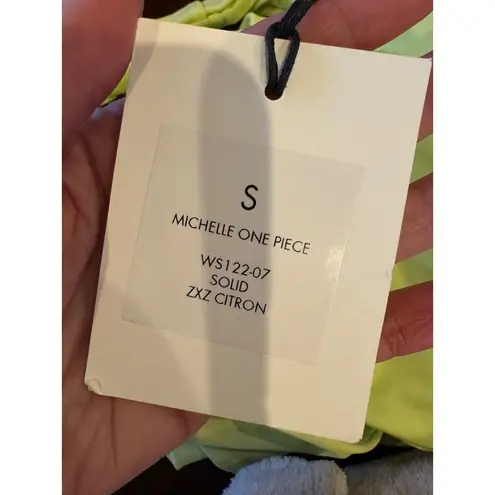 S
MICHELLE ONE PIECE
WS122-07
SOLID
ZXZ CITRON